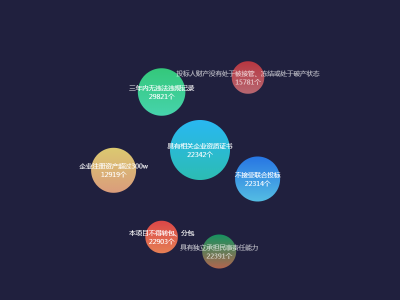 投标人财产没有处于被接管、冻结或处于破产状态
15781个
三年内无违法违规记录
29821个
具有相关企业资质证书
22342个
企业注册资产超过300w
12919个
不接受联合投标
22314个
本项目不得转包、分包
22903个
具有独立承担民事责任能力
22391个